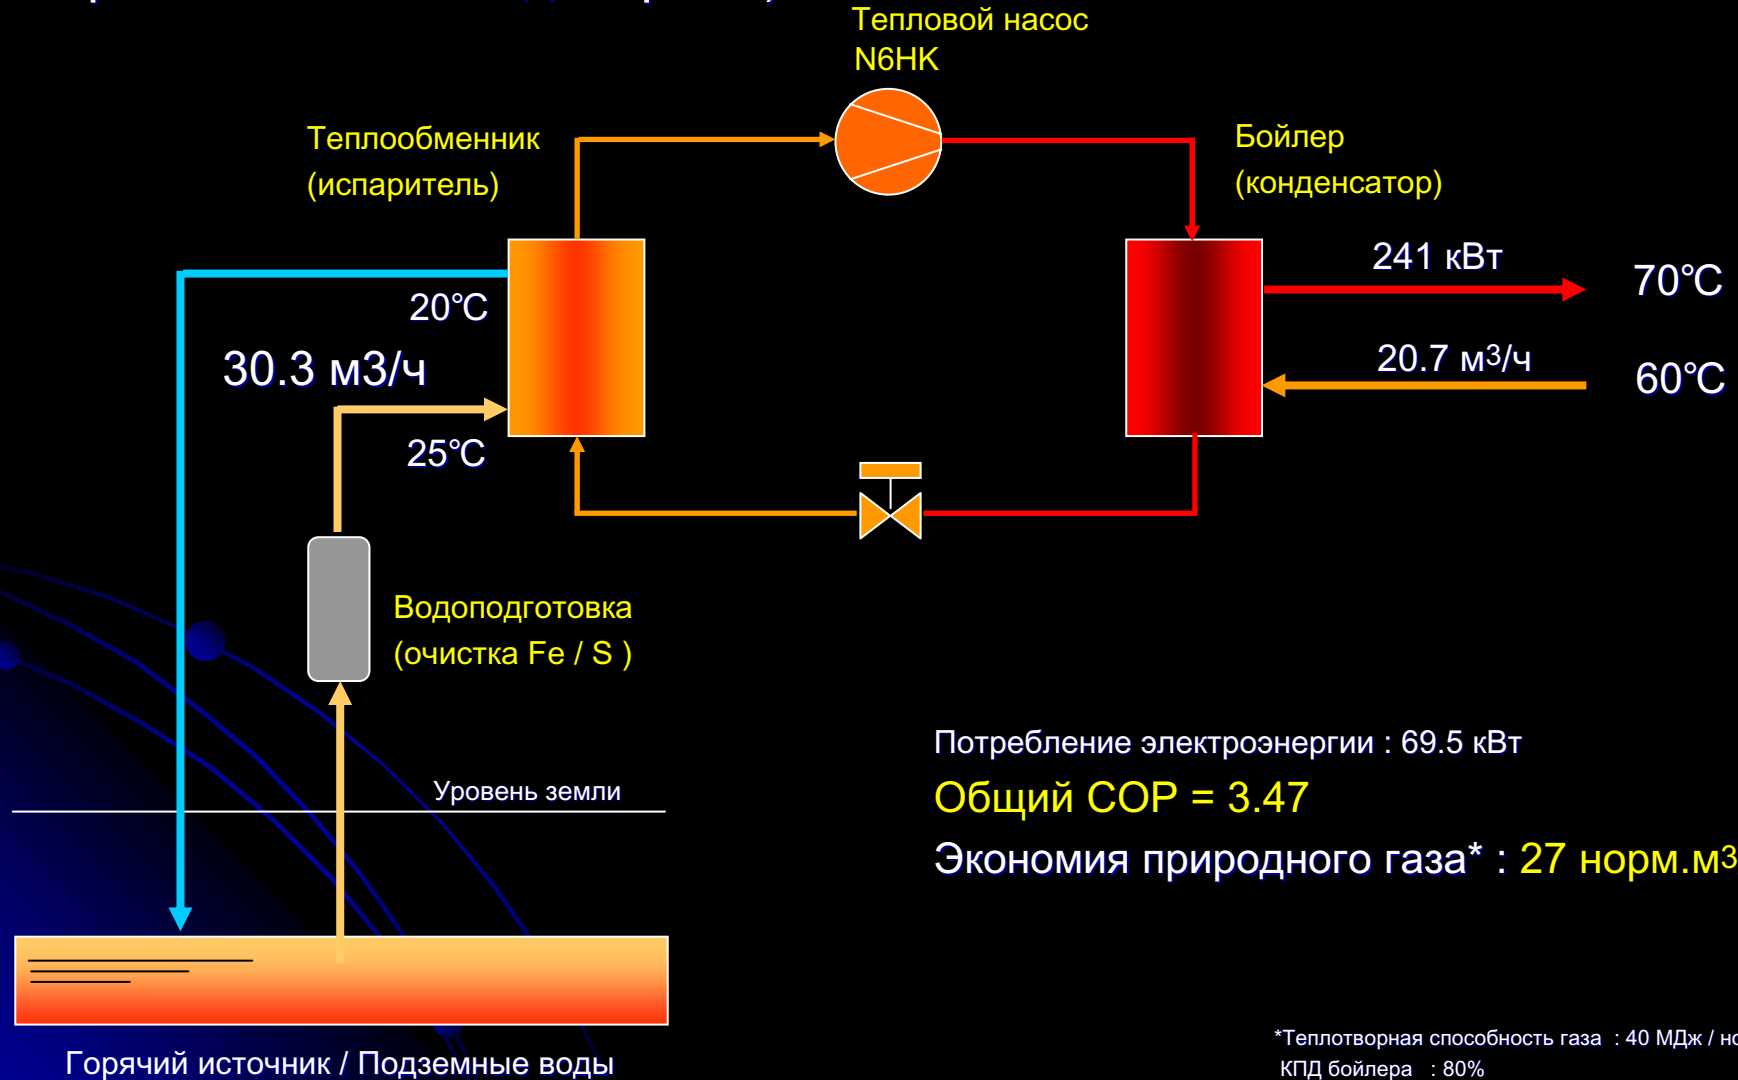 Тепловой насос
N6HK
Теплообменник
(испаритель)
Бойлер
(конденсатор)
241 кВт
70°C
20°C
30.3 м3/ч
20.7 м3/ч
60°C
25°C
Водоподготовка
(очистка Fe / S )
Потребление электроэнергии : 69.5 кВт
Уровень земли
Общий COP = 3.47
Экономия природного газа* : 27 норм.м3
*Теплотворная способность газа : 40 МДж / но
Горячий источник / Подземные воды
КПД бойлера : 80%